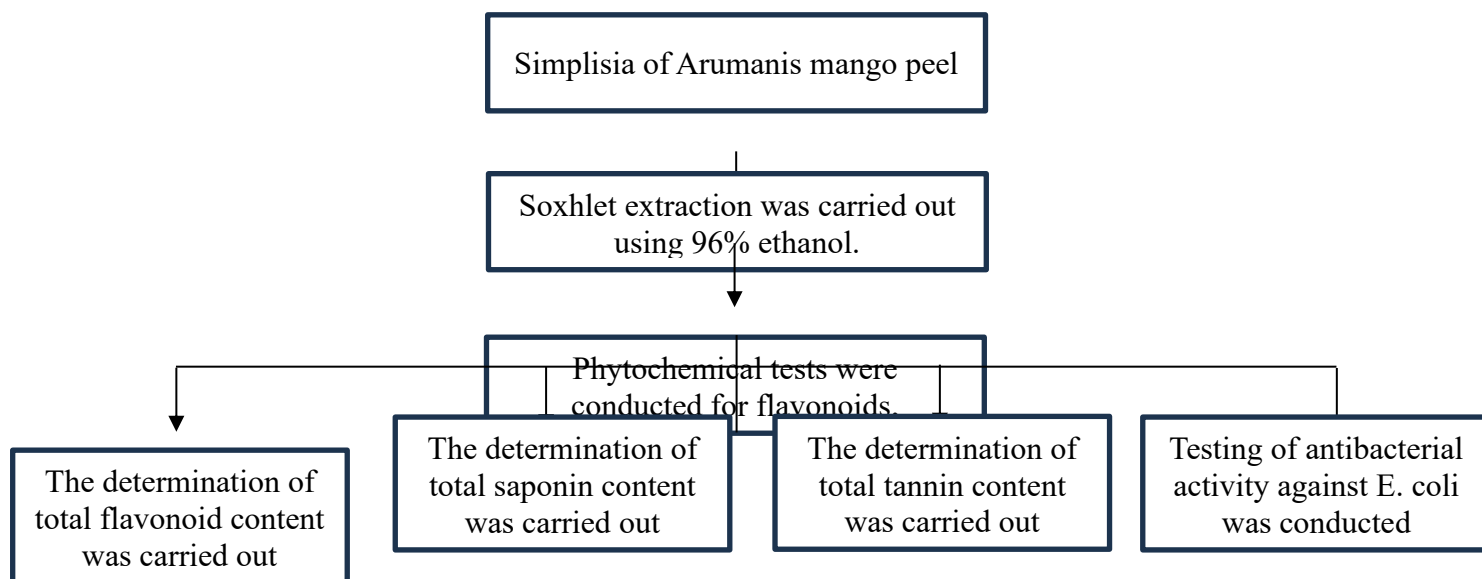 Simplisia of Arumanis mango peel
Soxhlet extraction was carried out
using 96% ethanol.
Phytochemical tests were
conducted for flavonoids,
The determination of
total flavonoid content
was carried out
The determination of
total saponin content
was carried out
The determination of
total tannin content
was carried out
Testing of antibacterial
activity against E. coli
was conducted